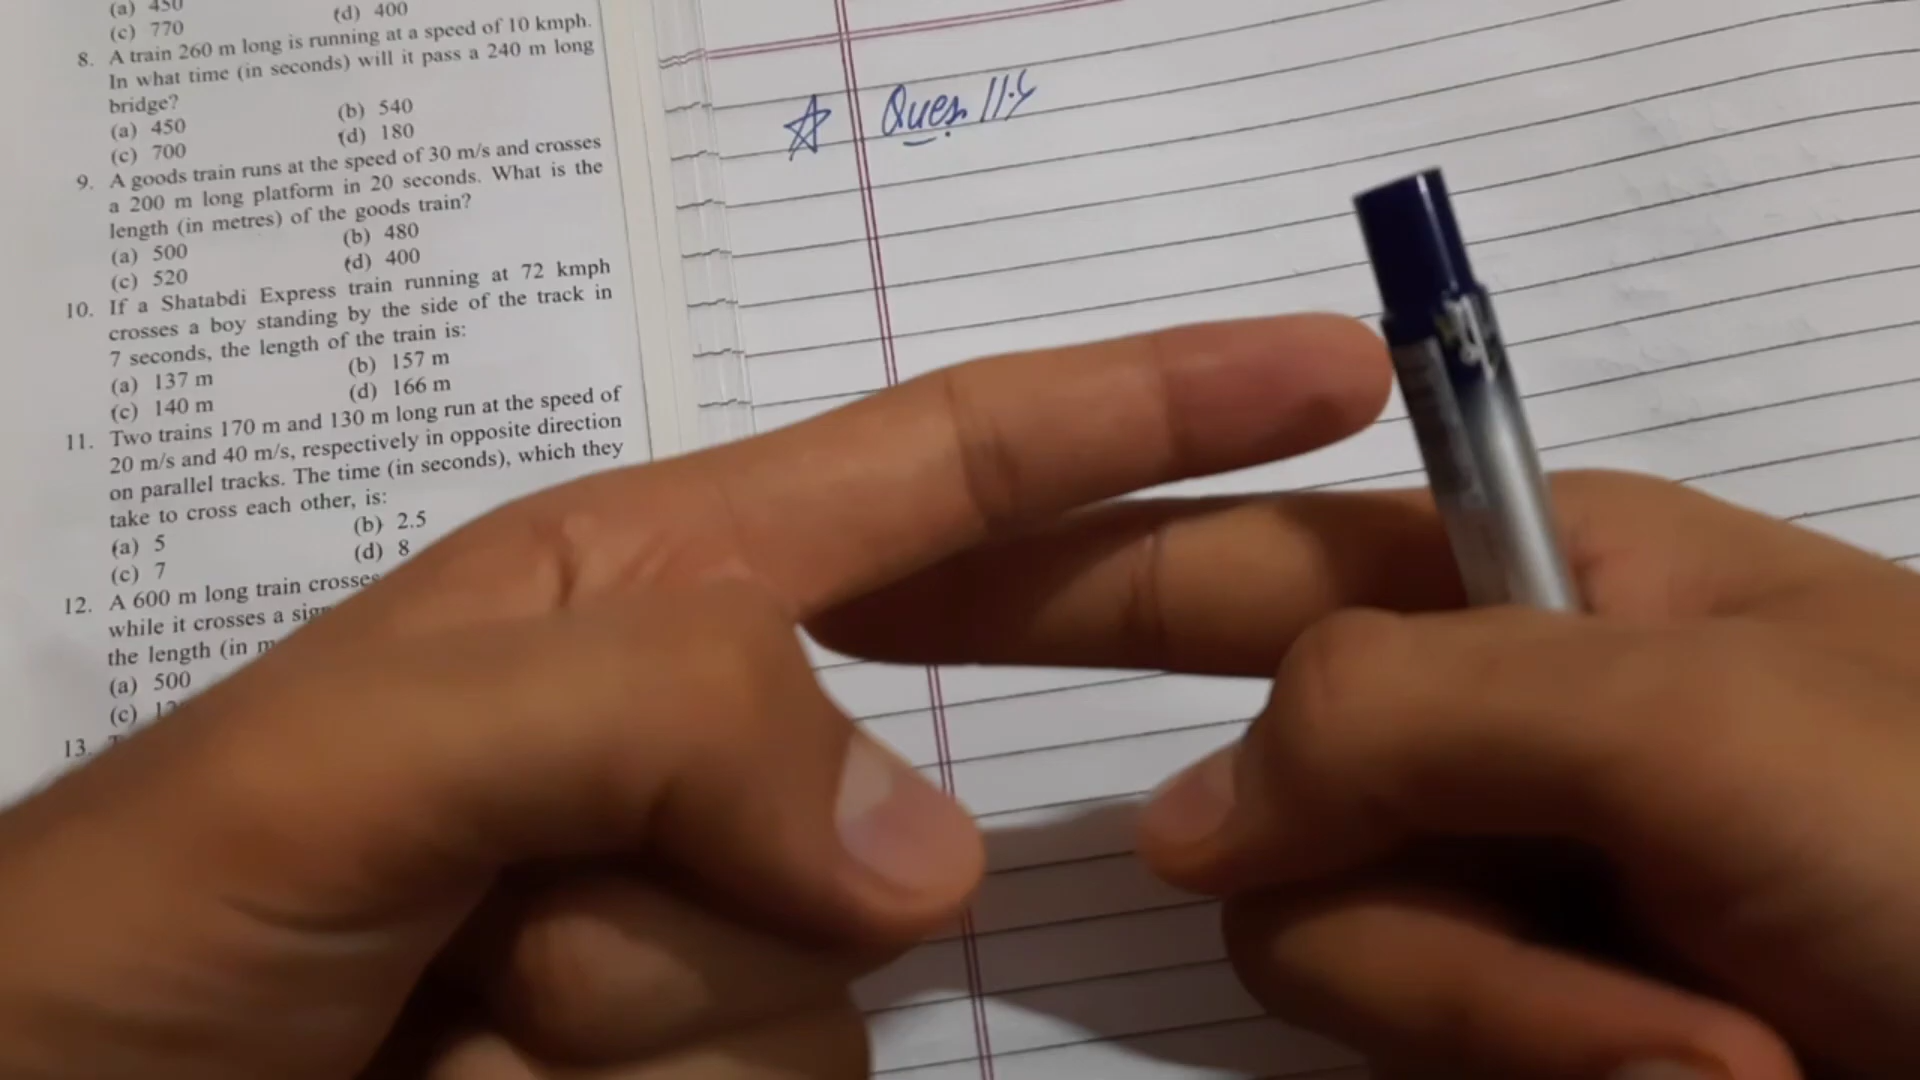 (a) 450
(d) 400
(c) 770
8. A train 260 m long is running at a speed of 10 kmph.
In what time (in seconds) will it pass a 240 m long
bridge?
(a) 450
(b) 540
(c) 700
(d) 180
9. A goods train runs at the speed of 30 m/s and crosses
a 200 m long platform in 20 seconds. What is the
length (in metres) of the goods train?
(a) 500
(b) 480
(c) 520
(d) 400
10. If a Shatabdi Express train running at 72 kmph
crosses a boy standing by the side of the track in
7 seconds, the length of the train is:
(a) 137 m
(b) 157 m
(c) 140 m
(d) 166 m
11. Two trains 170 m and 130 m long run at the speed of
20 m/s and 40 m/s, respectively in opposite direction
on parallel tracks. The time (in seconds), which they
take to cross each other, is:
(a) 5
(b) 2.5
(c) 7
(d) 8
12. A 600 m long train crosses
while it crosses a
the length (in
(a) 500
(c)
13.
Ques